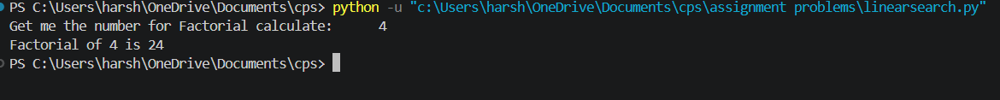 PS C:\Users\harsh\OneDrive\Documents\cps> python -u "c:\Users\harsh\OneDrive\Documents\cps\assignment problems\linearsearch.py"
Get me the number for Factorial calculate:     4
Factorial of 4 is 24
PS C:\Users\harsh\OneDrive\Documents\cps>